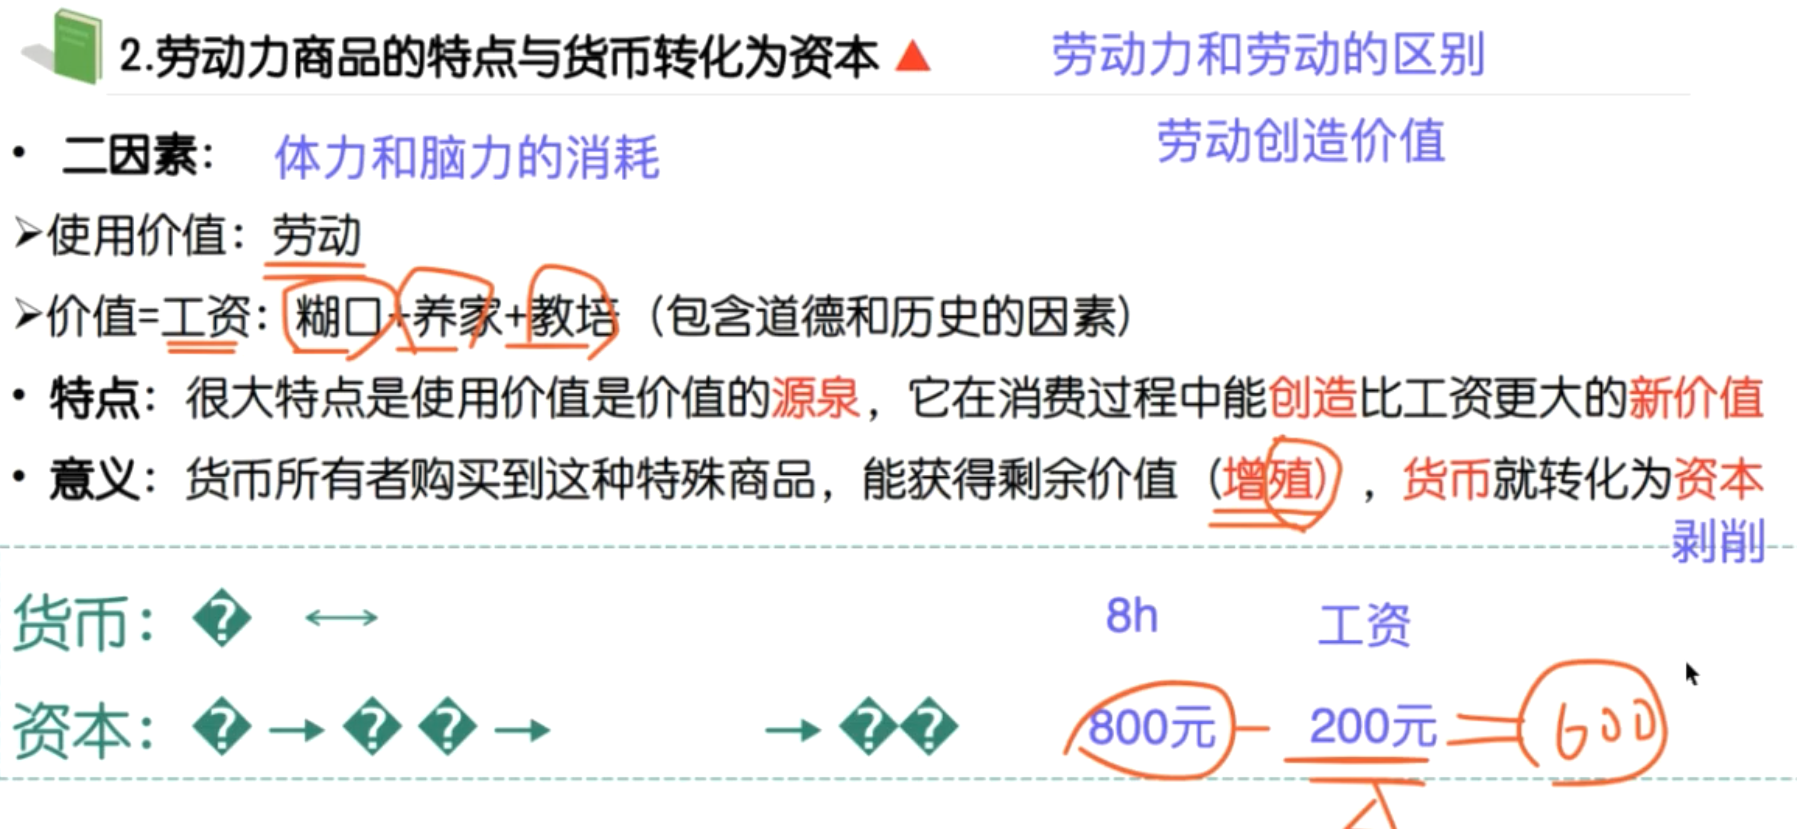 2.劳动力商品的特点与货币转化为资本 劳动力和劳动的区别
劳动创造价值
• 二因素： 体力和脑力的消耗
➢使用价值：劳动
➢价值=工资：糊口+养家+教培（包含道德和历史的因素）
• 特点：很大特点是使用价值是价值的源泉，它在消费过程中能创造比工资更大的新价值
• 意义：货币所有者购买到这种特殊商品，能获得剩余价值（增殖），货币就转化为资本
剥削
货币：� ⟷ 8h 工资
资本：� → � � → → �� 800元 — 200元 = 600